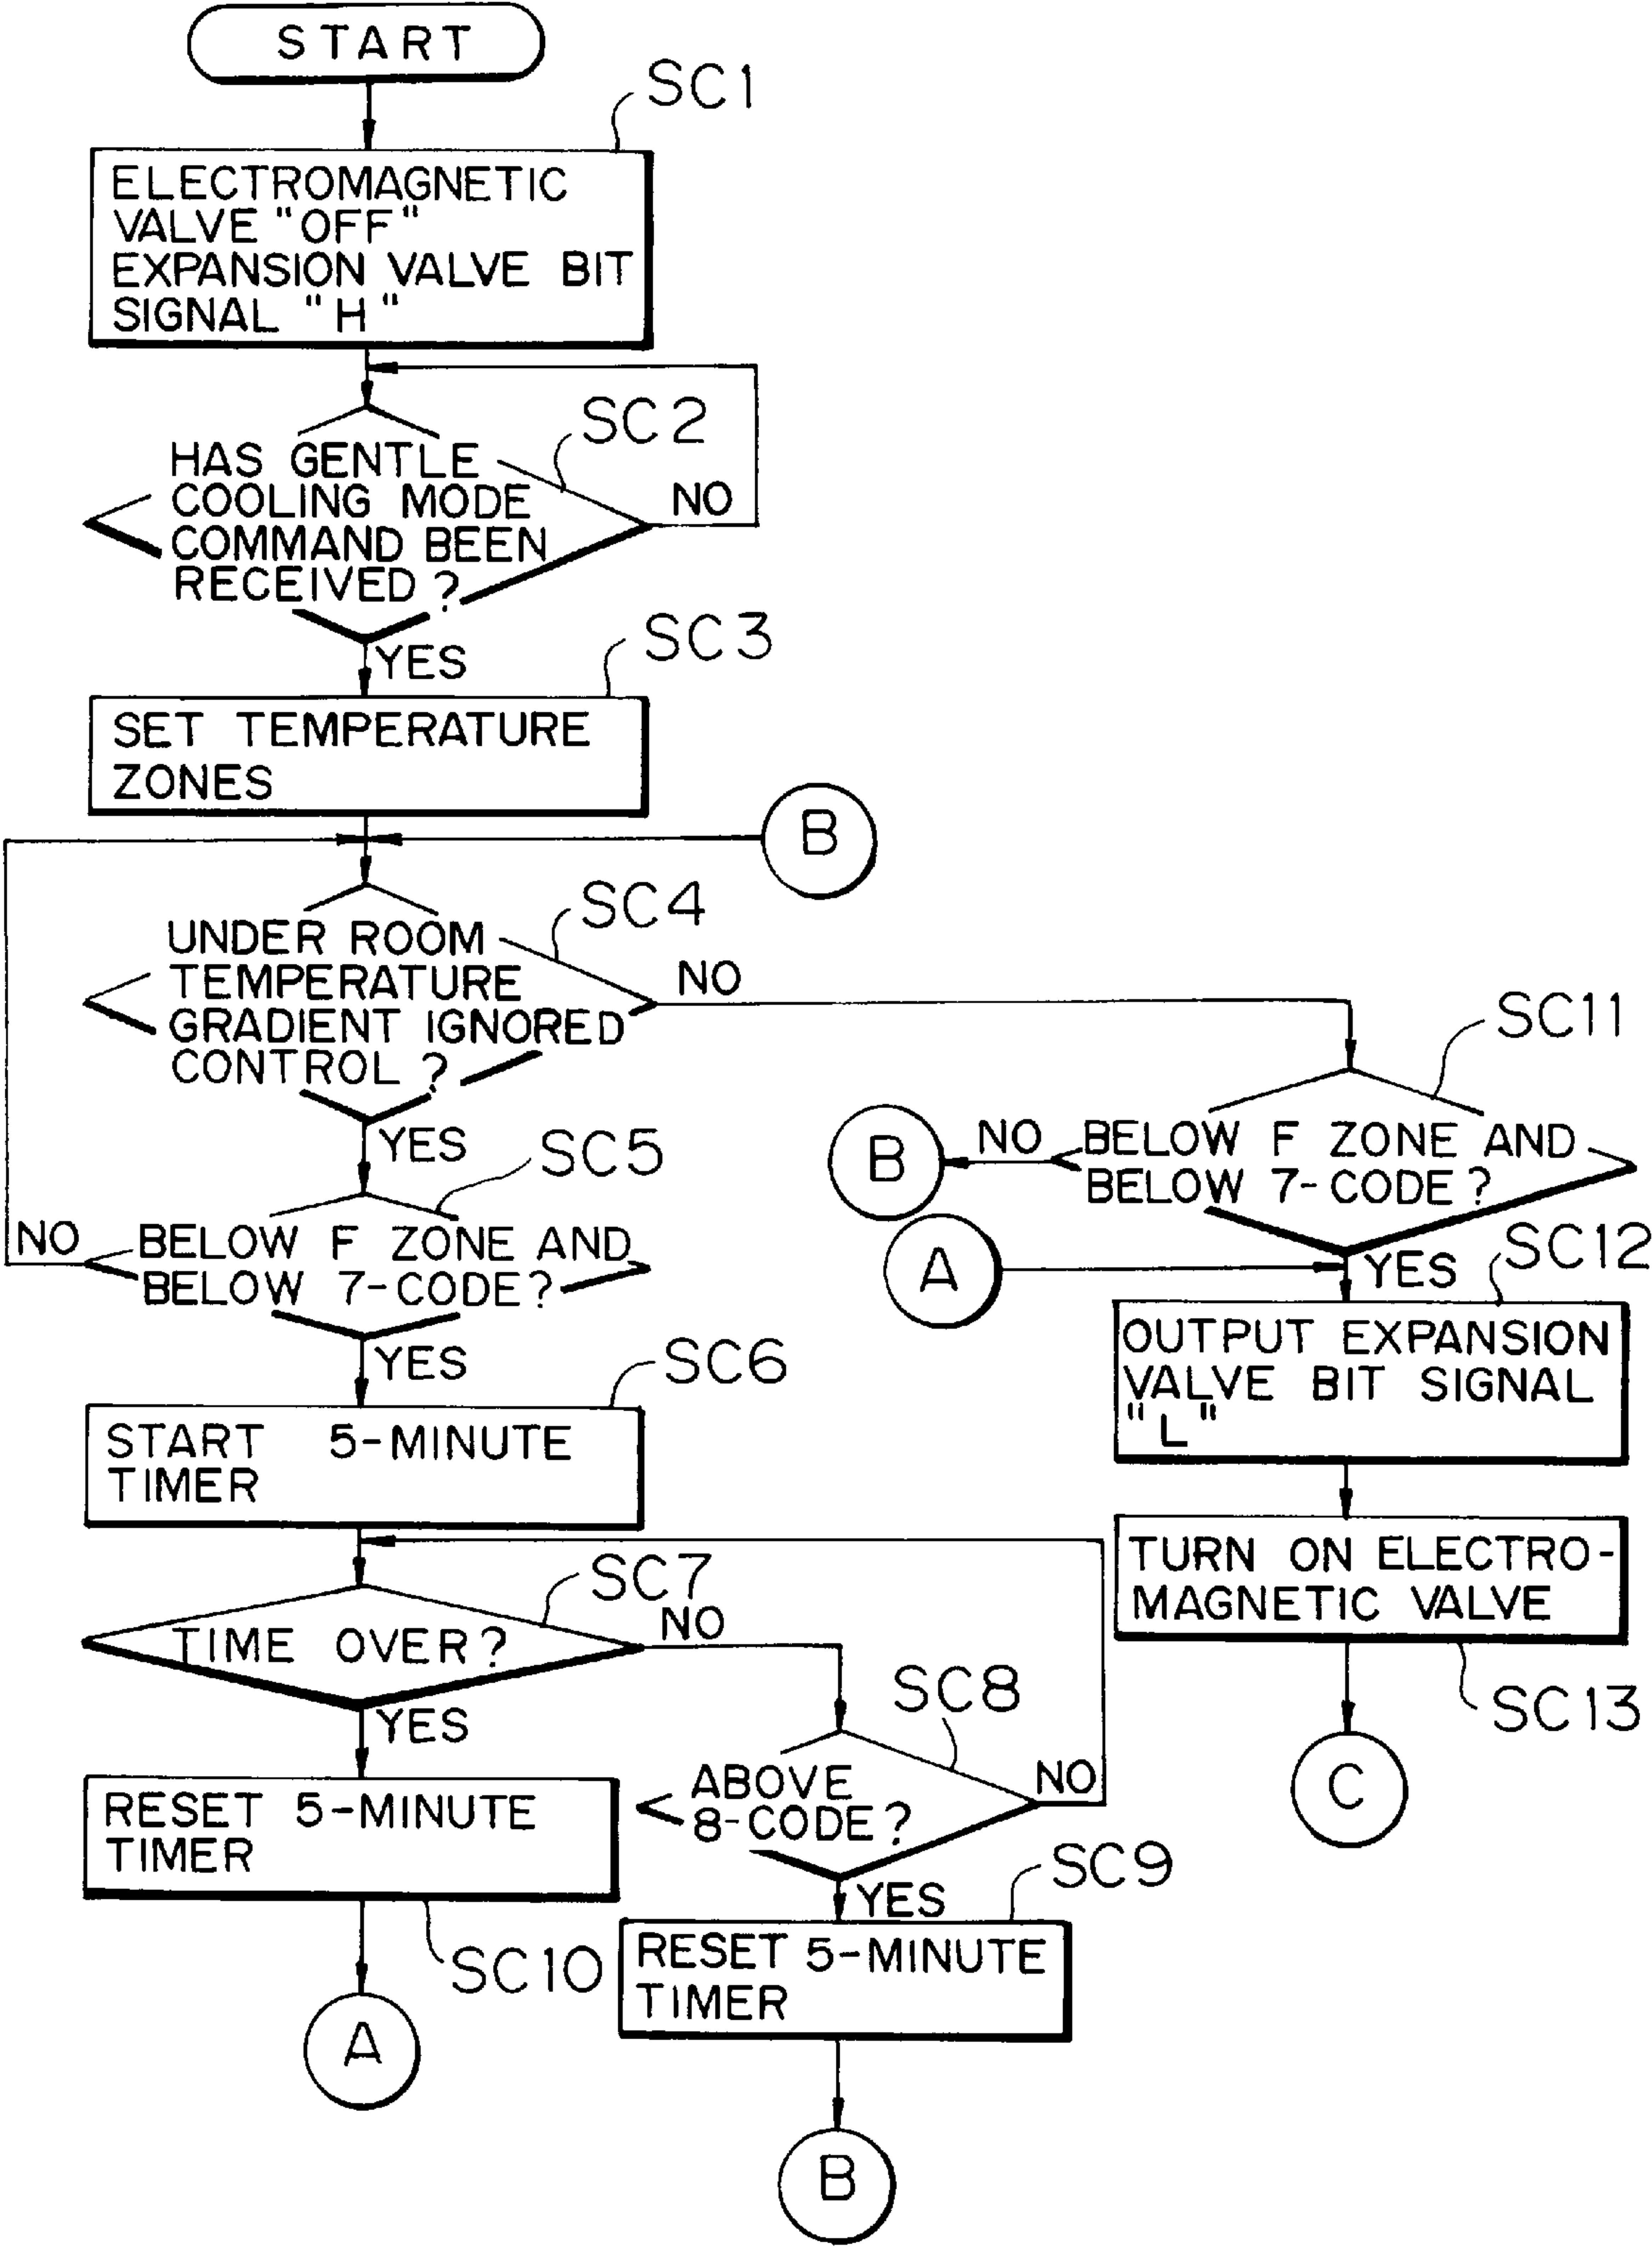 START
SC1
ELECTROMAGNETIC
VALVE "OFF"
EXPANSION VALVE BIT
SIGNAL "H"
SC2
HAS GENTLE
COOLING MODE
COMMAND BEEN
RECEIVED?
NO
YES
SC3
SET TEMPERATURE
ZONES
B
SC4
UNDER ROOM
TEMPERATURE
GRADIENT IGNORED
CONTROL?
NO
YES
SC5
BELOW F ZONE AND
BELOW 7-CODE?
NO
YES
SC6
START 5-MINUTE
TIMER
SC7
TIME OVER?
NO
YES
SC8
ABOVE
8-CODE?
NO
YES
SC9
RESET 5-MINUTE
TIMER
B
RESET 5-MINUTE
TIMER
SC10
A
SC11
BELOW F ZONE AND
BELOW 7-CODE?
NO
B
A
YES
SC12
OUTPUT EXPANSION
VALVE BIT SIGNAL
"L"
TURN ON ELECTRO-
MAGNETIC VALVE
SC13
C